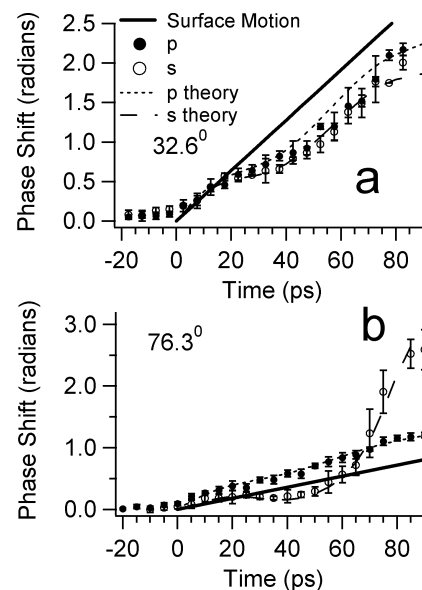 2.5
2.0
1.5
1.0
0.5
0.0
Phase Shift (radians)
Surface Motion
p
s
p theory
s theory
32.6⁰
a
-20 0 20 40 60 80
Time (ps)
3.0
2.0
1.0
0.0
Phase Shift (radians)
76.3⁰
b
-20 0 20 40 60 80
Time (ps)